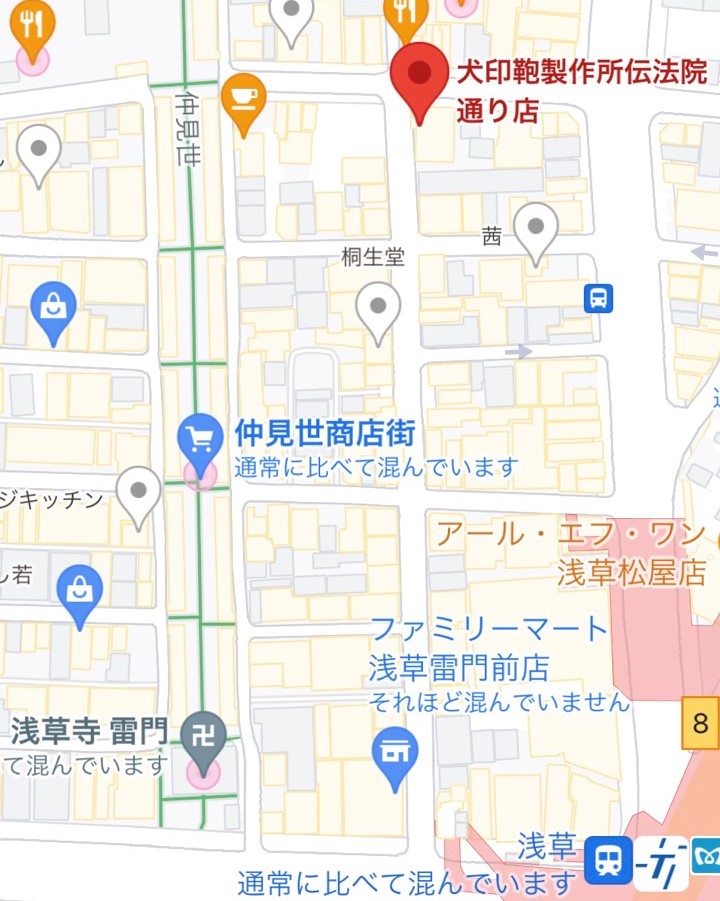 犬印鞄製作所伝法院
通り店
仲見世
茜
桐生堂
仲見世商店街
通常に比べて混んでいます
ジキッチン
アール・エフ・ワン
浅草松屋店
し若
ファミリーマート
浅草雷門前店
それほど混んでいません
浅草寺 雷門
て混んでいます
8
浅草
通常に比べて混んでいます